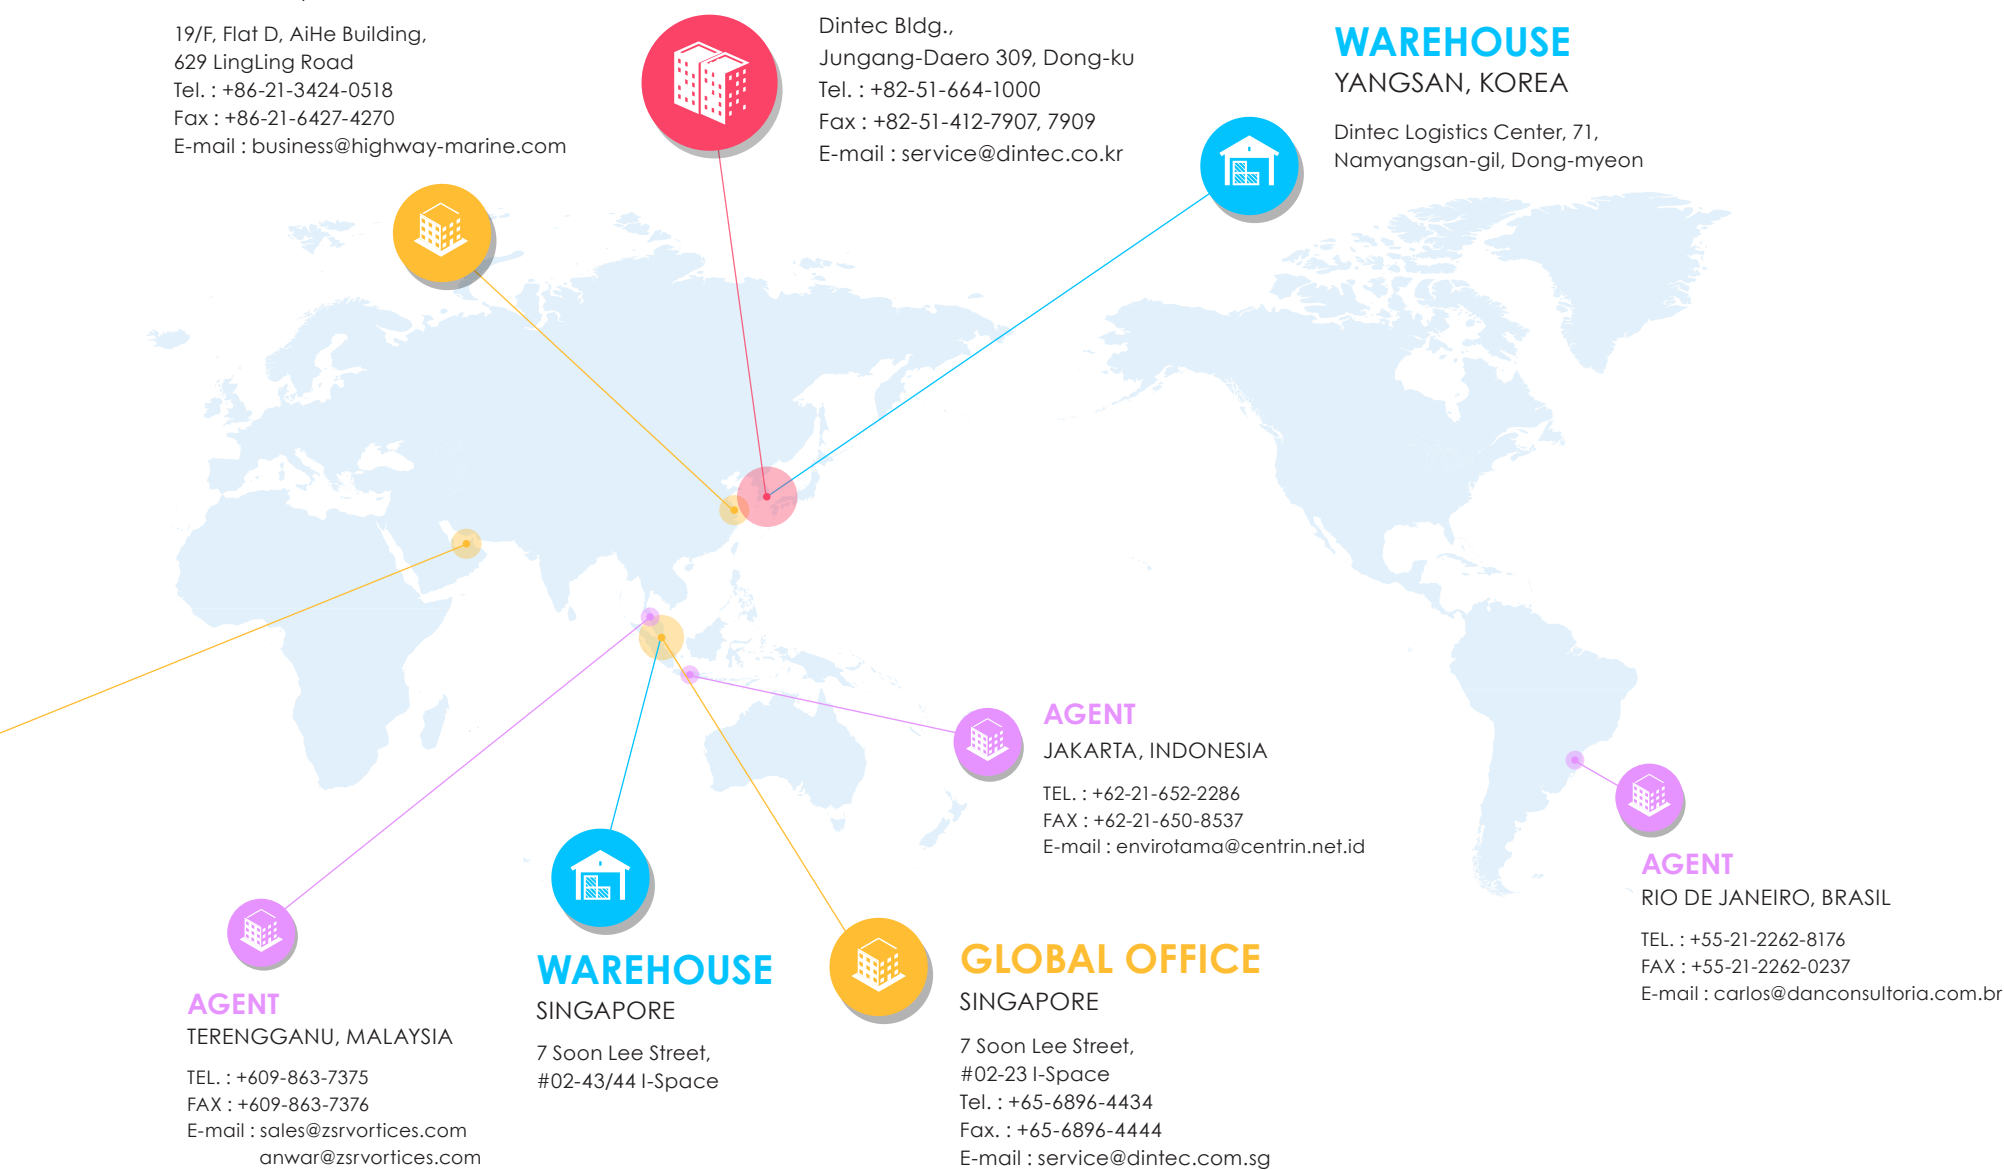 19/F, Flat D, AiHe Building,
629 LingLing Road
Tel. : +86-21-3424-0518
Fax : +86-21-6427-4270
E-mail : business@highway-marine.com
Dintec Bldg.,
Jungang-Daero 309, Dong-ku
Tel. : +82-51-664-1000
Fax : +82-51-412-7907, 7909
E-mail : service@dintec.co.kr
WAREHOUSE
YANGSAN, KOREA
Dintec Logistics Center, 71,
Namyangsan-gil, Dong-myeon
AGENT
JAKARTA, INDONESIA
TEL. : +62-21-652-2286
FAX : +62-21-650-8537
E-mail : envirotama@centrin.net.id
AGENT
RIO DE JANEIRO, BRASIL
TEL. : +55-21-2262-8176
FAX : +55-21-2262-0237
E-mail : carlos@danconsultoria.com.br
AGENT
TERENGGANU, MALAYSIA
TEL. : +609-863-7375
FAX : +609-863-7376
E-mail : sales@zsrvortices.com
anwar@zsrvortices.com
WAREHOUSE
SINGAPORE
7 Soon Lee Street,
#02-43/44 I-Space
GLOBAL OFFICE
SINGAPORE
7 Soon Lee Street,
#02-23 I-Space
Tel. : +65-6896-4434
Fax. : +65-6896-4444
E-mail : service@dintec.com.sg